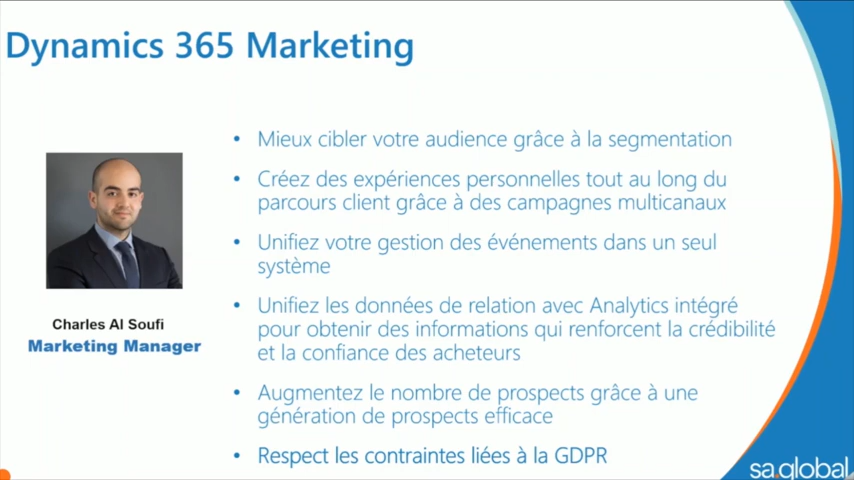 Dynamics 365 Marketing
• Mieux cibler votre audience grâce à la segmentation
• Créez des expériences personnelles tout au long du
parcours client grâce à des campagnes multicanaux
• Unifiez votre gestion des événements dans un seul
système
• Unifiez les données de relation avec Analytics intégré
pour obtenir des informations qui renforcent la crédibilité
et la confiance des acheteurs
• Augmentez le nombre de prospects grâce à une
génération de prospects efficace
• Respect les contraintes liées à la GDPR
Charles Al Soufi
Marketing Manager
sa.global